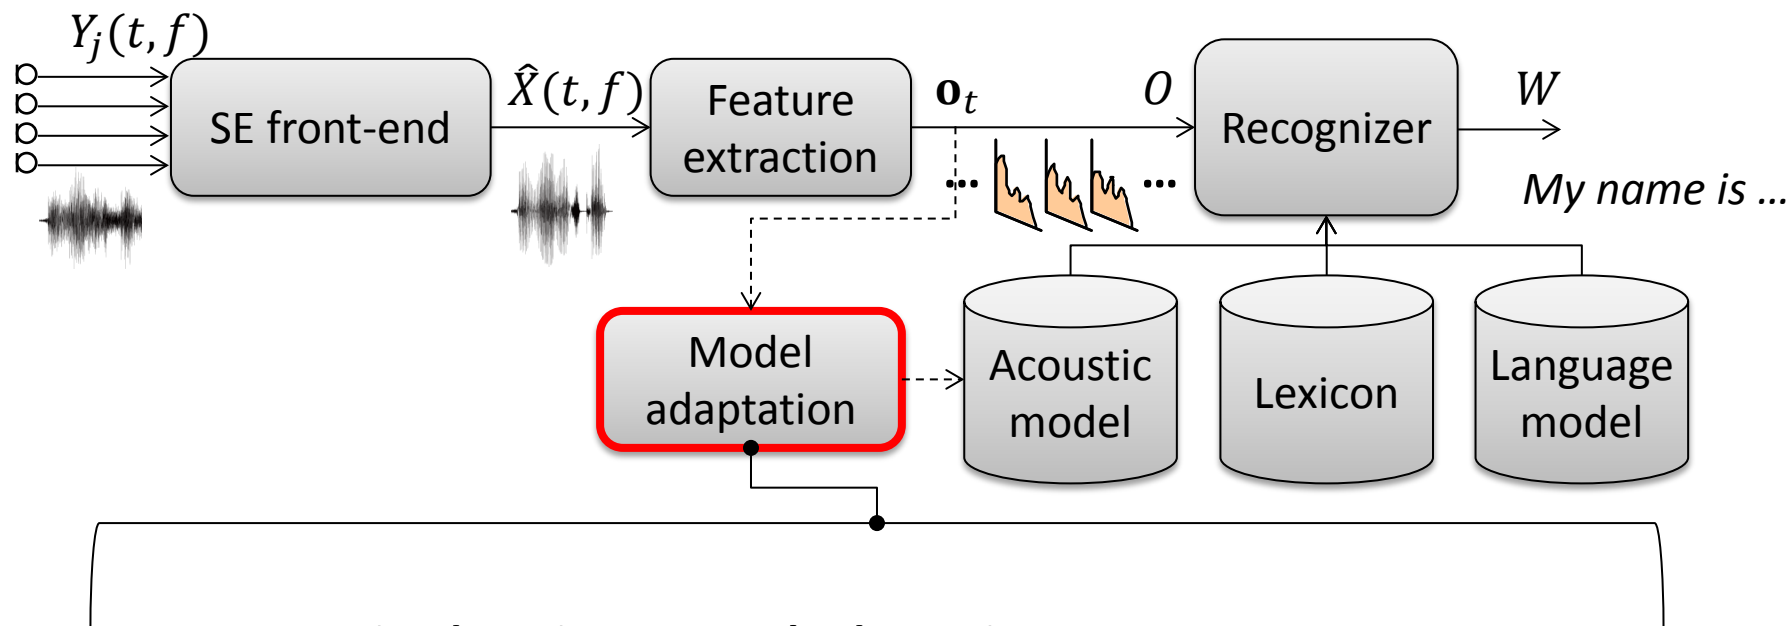 Yⱼ(t, f)
SE front-end
X̂(t, f)
Feature
extraction
𝐨ₜ
O
Recognizer
W
... ...
My name is ...
Model
adaptation
Acoustic
model
Lexicon
Language
model